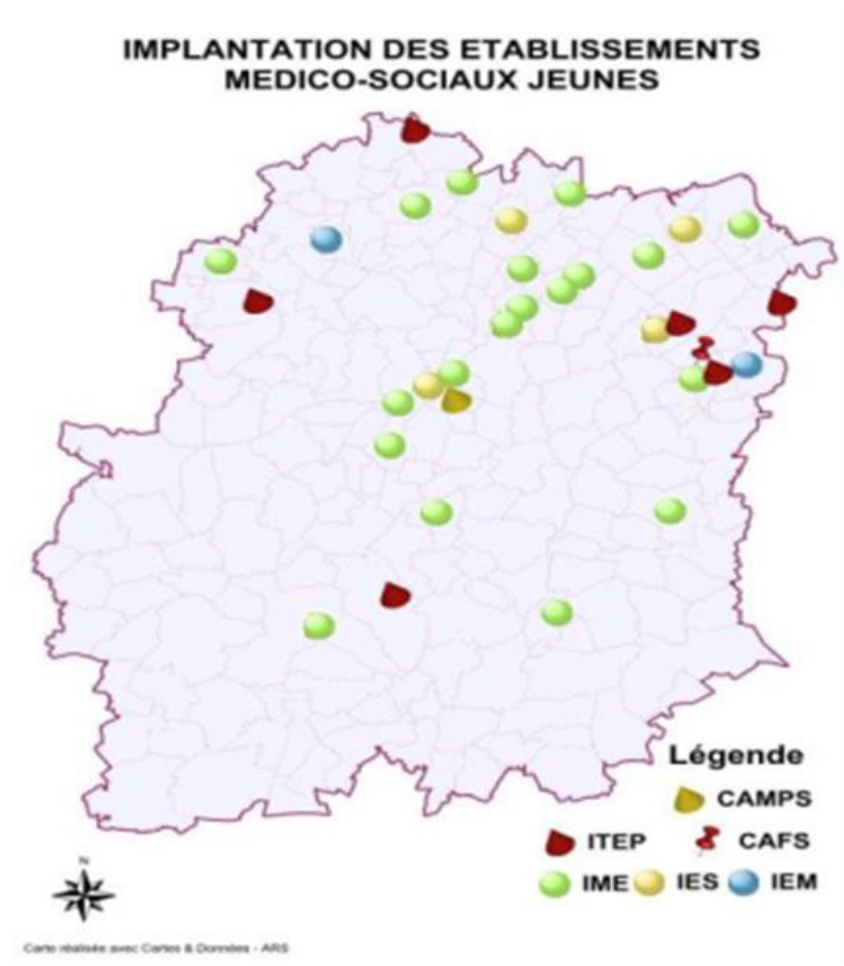 IMPLANTATION DES ETABLISSEMENTS
MEDICO-SOCIAUX JEUNES
Légende
CAMPS
ITEP CAFS
IME IES IEM
N
Carte réalisée avec Cartes & Données - ARS